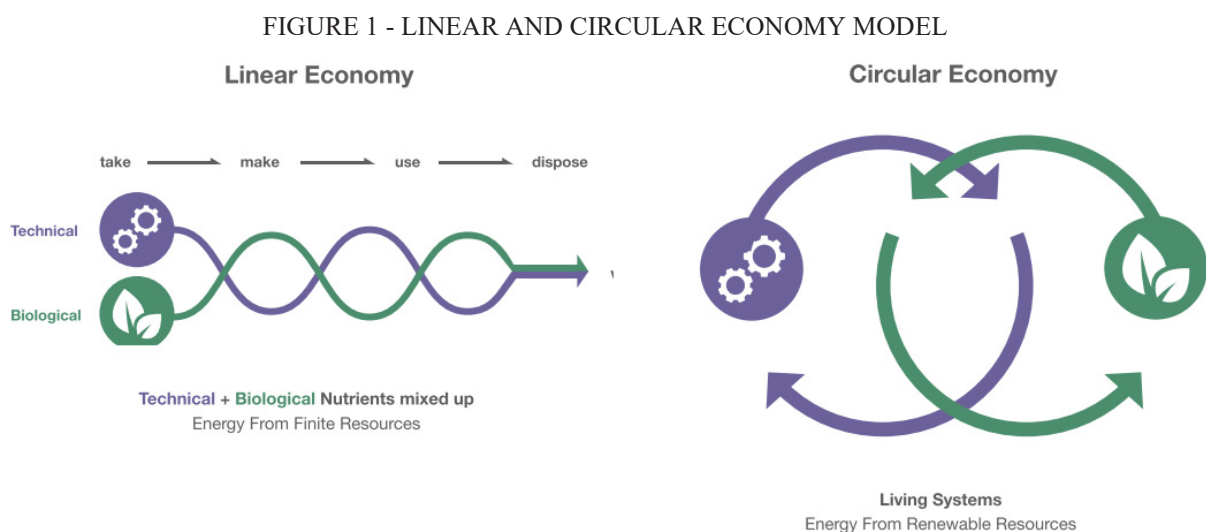 FIGURE 1 - LINEAR AND CIRCULAR ECONOMY MODEL
Linear Economy
take make use dispose
Technical
Biological
Technical + Biological Nutrients mixed up
Energy From Finite Resources
Circular Economy
Living Systems
Energy From Renewable Resources